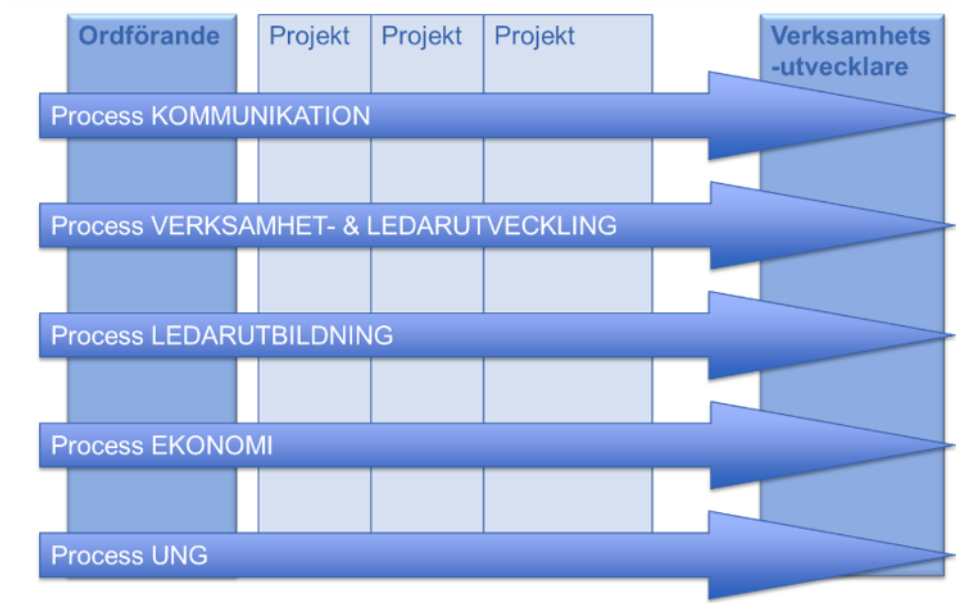 Ordförande
Projekt
Projekt
Projekt
Verksamhets
-utvecklare
Process KOMMUNIKATION
Process VERKSAMHET- & LEDARUTVECKLING
Process LEDARUTBILDNING
Process EKONOMI
Process UNG